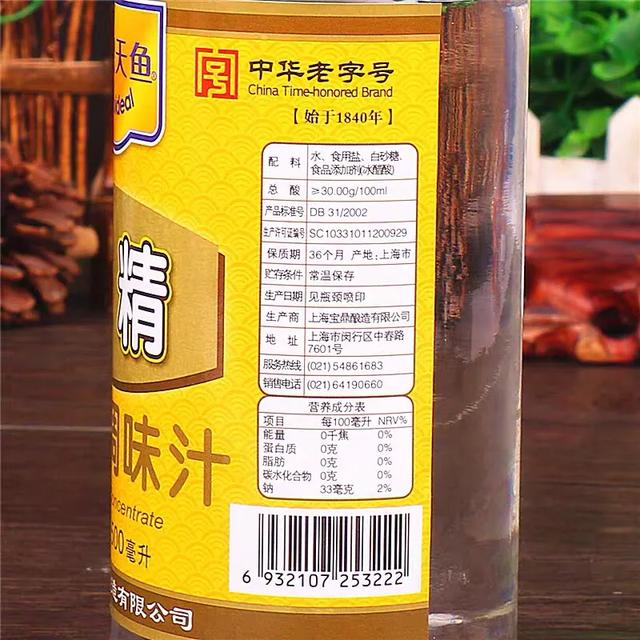 天鱼®
ideal
中华老字号
China Time-honored Brand
【始于1840年】
精
调味汁
concentrate
500毫升
造有限公司
配 料 水、食用盐、白砂糖、
食品添加剂(冰醋酸)
总 酸 ≥30.00g/100ml
产品标准号 DB 31/2002
生产许可证编号 SC10331011200929
保质期 36个月 产地:上海市
贮存条件 常温保存
生产日期 见瓶颈喷印
生产商 上海宝鼎酿造有限公司
地 址 上海市闵行区中春路
7601号
服务热线 (021) 54861683
销售电话 (021) 64190660
营养成分表
项目 每100毫升 NRV%
能量 0千焦 0%
蛋白质 0克 0%
脂肪 0克 0%
碳水化合物 0克 0%
钠 33毫克 2%
6 932107 253222